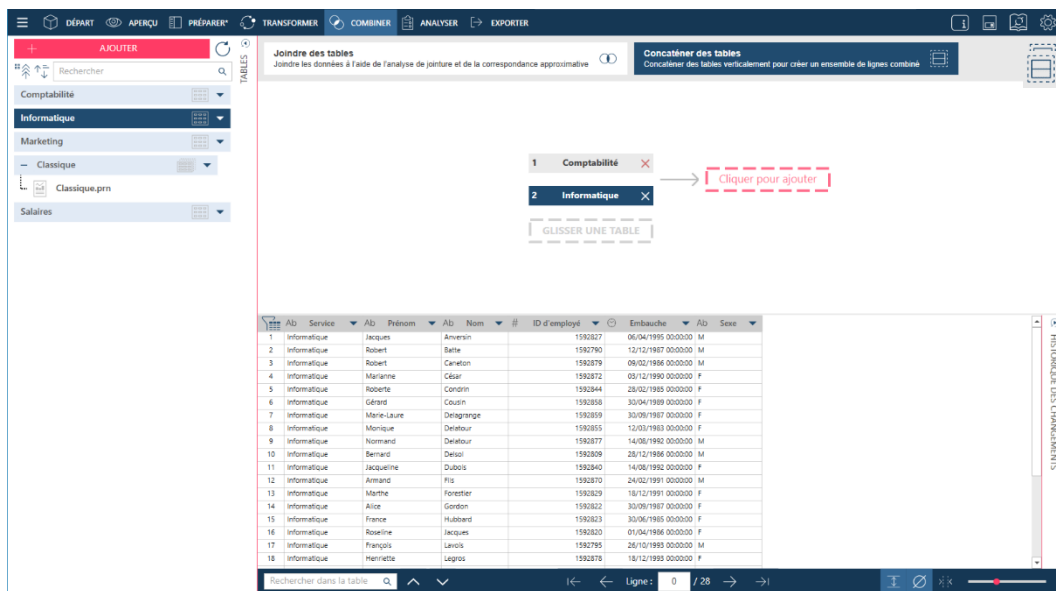 DÉPART APERÇU PRÉPARER* TRANSFORMER COMBINER ANALYSER EXPORTER
AJOUTER
Rechercher
TABLES
Comptabilité
Informatique
Marketing
Classique
Classique.prn
Salaires
Joindre des tables
Joindre les données à l'aide de l'analyse de jointure et de la correspondance approximative
Concaténer des tables
Concaténer des tables verticalement pour créer un ensemble de lignes combiné
1 Comptabilité
2 Informatique
Cliquer pour ajouter
GLISSER UNE TABLE
Ab Service Ab Prénom Ab Nom # ID d'employé Embauche Ab Sexe
1 Informatique Jacques Anversin 1592827 06/04/1995 00:00:00 M
2 Informatique Robert Batte 1592790 12/12/1987 00:00:00 M
3 Informatique Robert Caneton 1592879 09/02/1986 00:00:00 M
4 Informatique Marianne César 1592872 03/12/1990 00:00:00 F
5 Informatique Roberte Condrin 1592844 28/02/1985 00:00:00 F
6 Informatique Gérard Cousin 1592858 30/04/1989 00:00:00 F
7 Informatique Marie-Laure Delagrange 1592859 30/09/1987 00:00:00 F
8 Informatique Monique Delatour 1592855 12/03/1983 00:00:00 F
9 Informatique Normand Delatour 1592877 14/08/1992 00:00:00 M
10 Informatique Bernard Delsol 1592809 28/12/1986 00:00:00 M
11 Informatique Jacqueline Dubois 1592840 14/08/1992 00:00:00 F
12 Informatique Armand Fils 1592870 24/02/1991 00:00:00 M
13 Informatique Marthe Forestier 1592829 18/12/1991 00:00:00 F
14 Informatique Alice Gordon 1592822 30/09/1987 00:00:00 F
15 Informatique France Hubbard 1592823 30/06/1985 00:00:00 F
16 Informatique Roseline Jacques 1592820 01/04/1986 00:00:00 F
17 Informatique François Lavois 1592795 26/10/1993 00:00:00 M
18 Informatique Henriette Legros 1592878 18/12/1993 00:00:00 F
HISTORIQUE DES CHANGEMENTS
Rechercher dans la table Ligne : 0 / 28